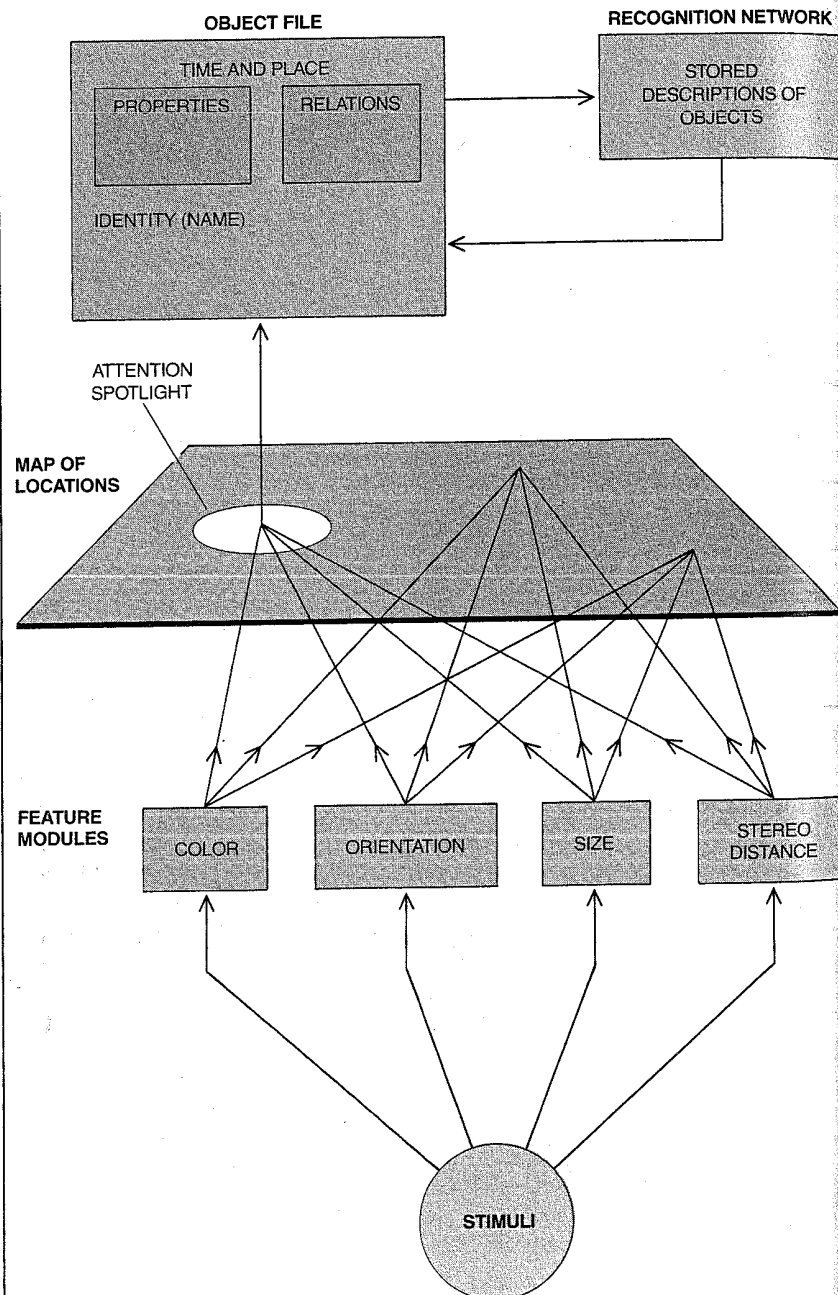 OBJECT FILE
RECOGNITION NETWORK
TIME AND PLACE
PROPERTIES
RELATIONS
IDENTITY (NAME)
STORED
DESCRIPTIONS OF
OBJECTS
ATTENTION
SPOTLIGHT
MAP OF
LOCATIONS
FEATURE
MODULES
COLOR
ORIENTATION
SIZE
STEREO
DISTANCE
STIMULI